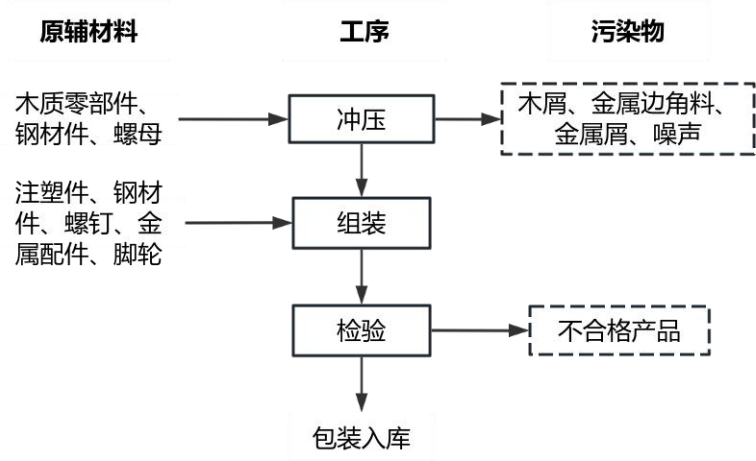 原辅材料
工序
污染物
木质零部件、
钢材件、螺母
冲压
木屑、金属边角料、
金属屑、噪声
注塑件、钢材
件、螺钉、金
属配件、脚轮
组装
检验
不合格产品
包装入库